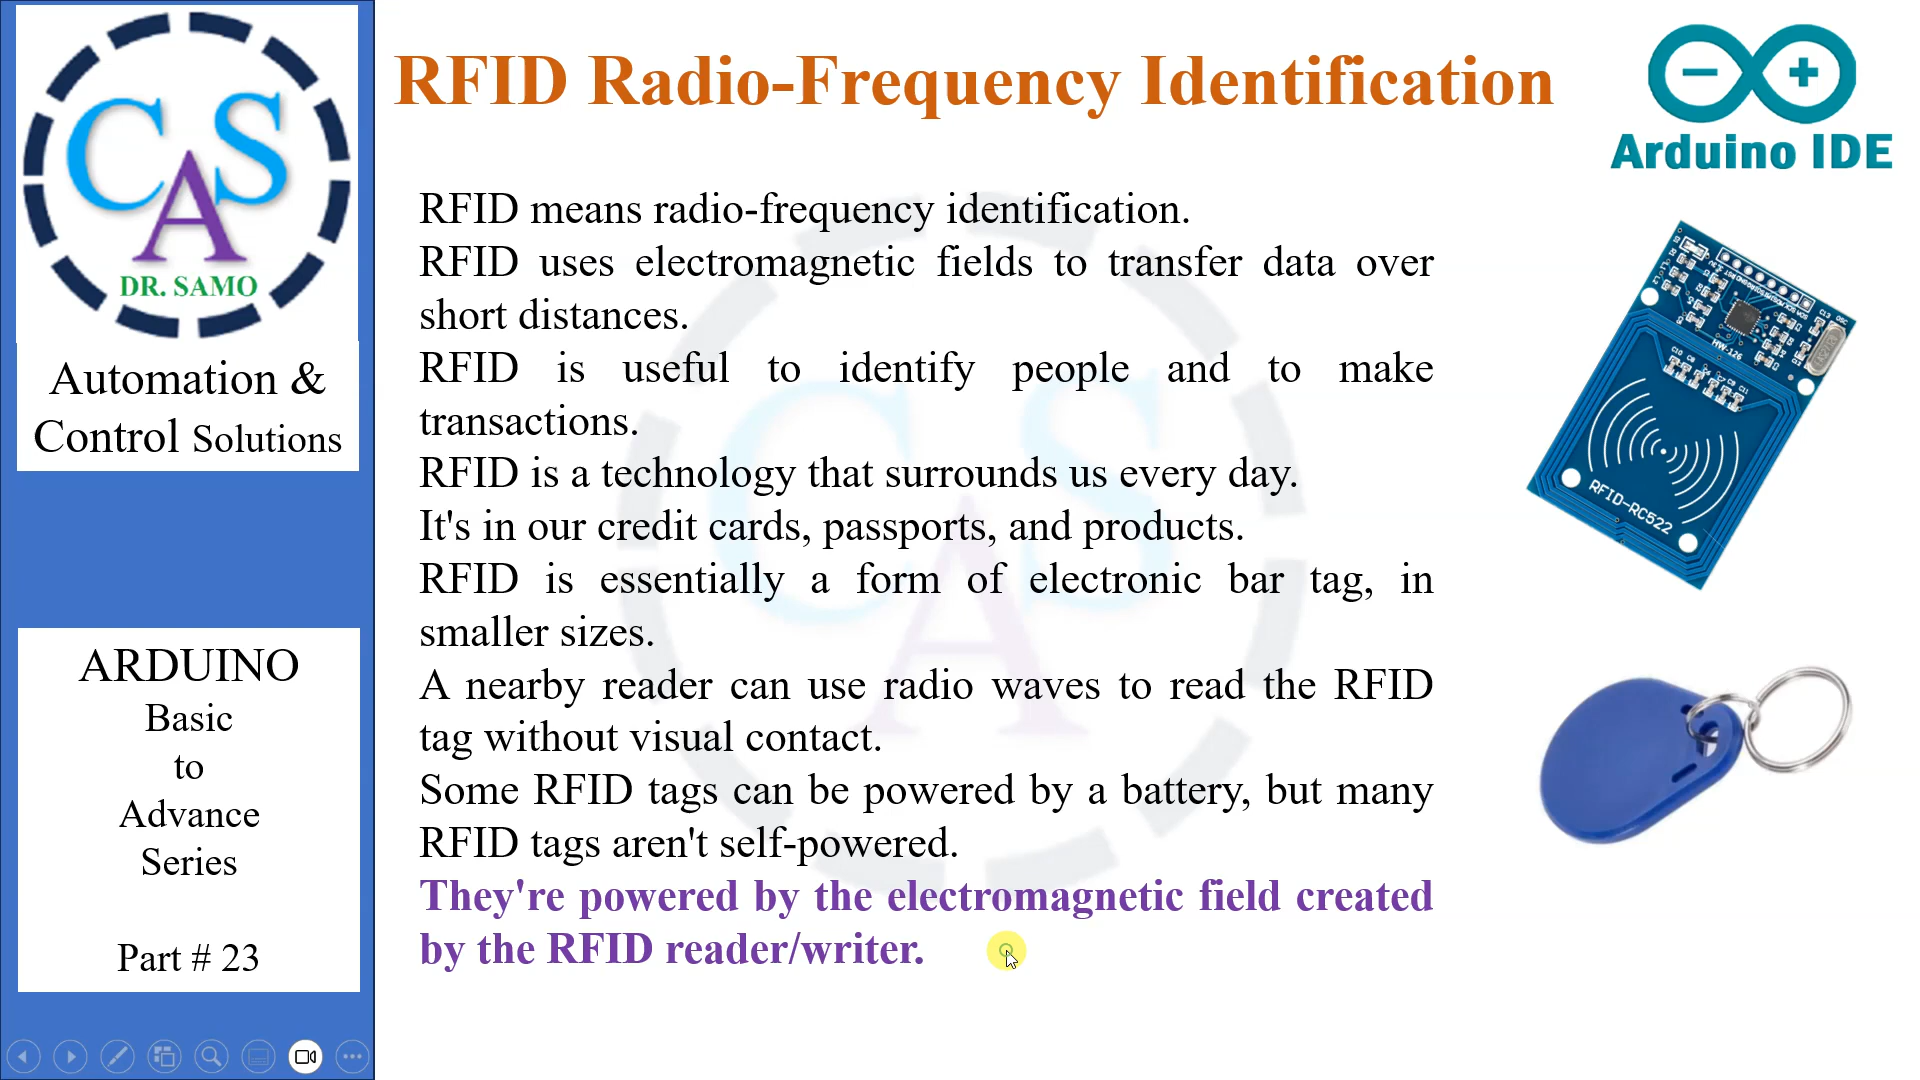 CAS
DR. SAMO
Automation &
Control Solutions
ARDUINO
Basic
to
Advance
Series
Part # 23
RFID Radio-Frequency Identification
RFID means radio-frequency identification.
RFID uses electromagnetic fields to transfer data over
short distances.
RFID is useful to identify people and to make
transactions.
RFID is a technology that surrounds us every day.
It's in our credit cards, passports, and products.
RFID is essentially a form of electronic bar tag, in
smaller sizes.
A nearby reader can use radio waves to read the RFID
tag without visual contact.
Some RFID tags can be powered by a battery, but many
RFID tags aren't self-powered.
They're powered by the electromagnetic field created
by the RFID reader/writer.
CAS
Arduino IDE
HW-126
RFID-RC522